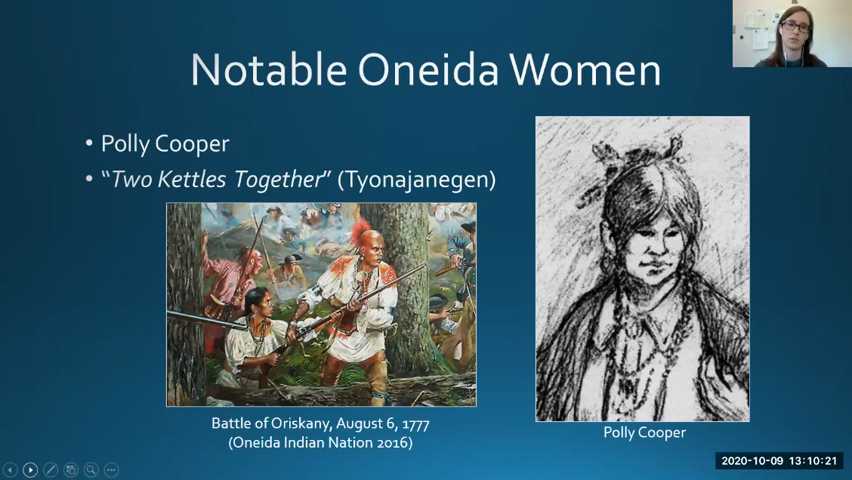 Notable Oneida Women
• Polly Cooper
• “Two Kettles Together” (Tyonajanegen)
Battle of Oriskany, August 6, 1777
(Oneida Indian Nation 2016)
Polly Cooper
2020-10-09 13:10:21